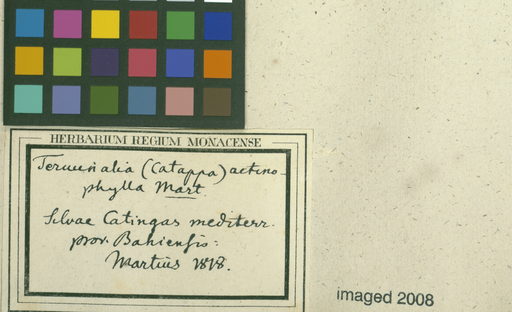 HERBARIUM REGIUM MONACENSE
Terminalia (Catappa) actino-
phylla Mart.
Silvae Catingas mediterr.
prov. Bahiensis:
Martius 1818.
imaged 2008